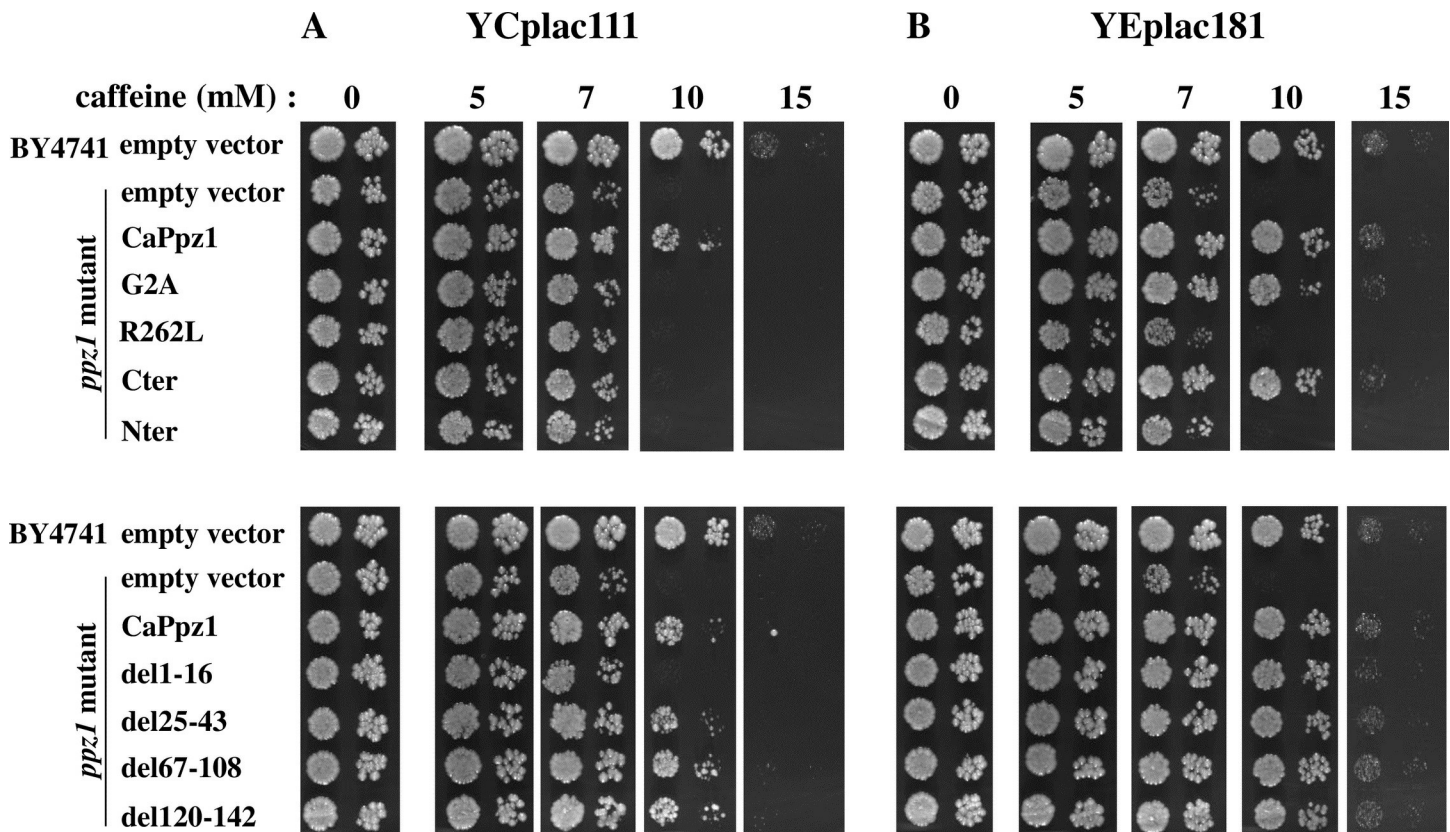 A YCplac111 B YEplac181
caffeine (mM) : 0 5 7 10 15 0 5 7 10 15
BY4741 empty vector
ppz1 mutant
empty vector
CaPpz1
G2A
R262L
Cter
Nter
BY4741 empty vector
ppz1 mutant
empty vector
CaPpz1
del1-16
del25-43
del67-108
del120-142